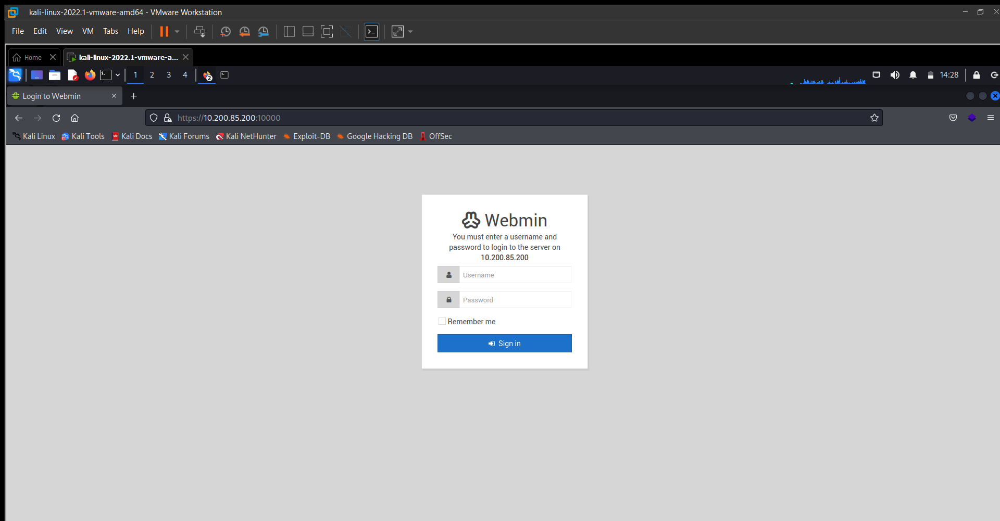 kali-linux-2022.1-vmware-amd64 - VMware Workstation
File Edit View VM Tabs Help
Home kali-linux-2022.1-vmware-a...
1 2 3 4 2 14:28
Login to Webmin
https://10.200.85.200:10000
Kali Linux Kali Tools Kali Docs Kali Forums Kali NetHunter Exploit-DB Google Hacking DB OffSec
Webmin
You must enter a username and
password to login to the server on
10.200.85.200
Username
Password
Remember me
Sign in